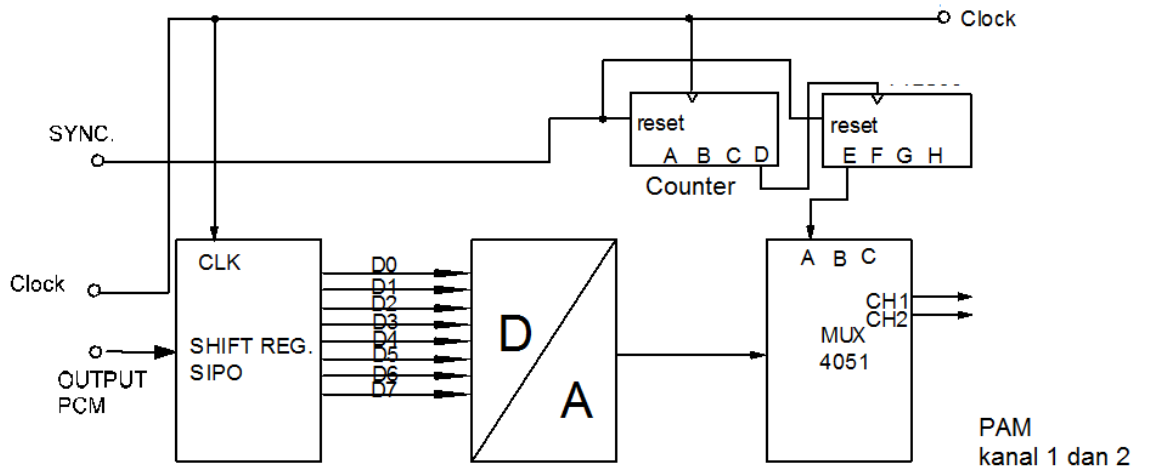 Clock
SYNC.
reset
A B C D
Counter
reset
E F G H
Clock
OUTPUT
PCM
CLK
SHIFT REG.
SIPO
D0
D1
D2
D3
D4
D5
D6
D7
D
A
A B C
CH1
CH2
MUX
4051
PAM
kanal 1 dan 2